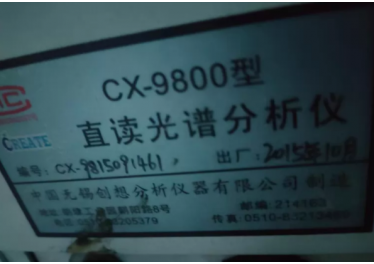 CX-9800型
CREATE
直读光谱分析仪
编号: CX-9815091461 出厂: 2015年10月
中国无锡创想分析仪器有限公司制造
邮编: 214183
传真: 0510-